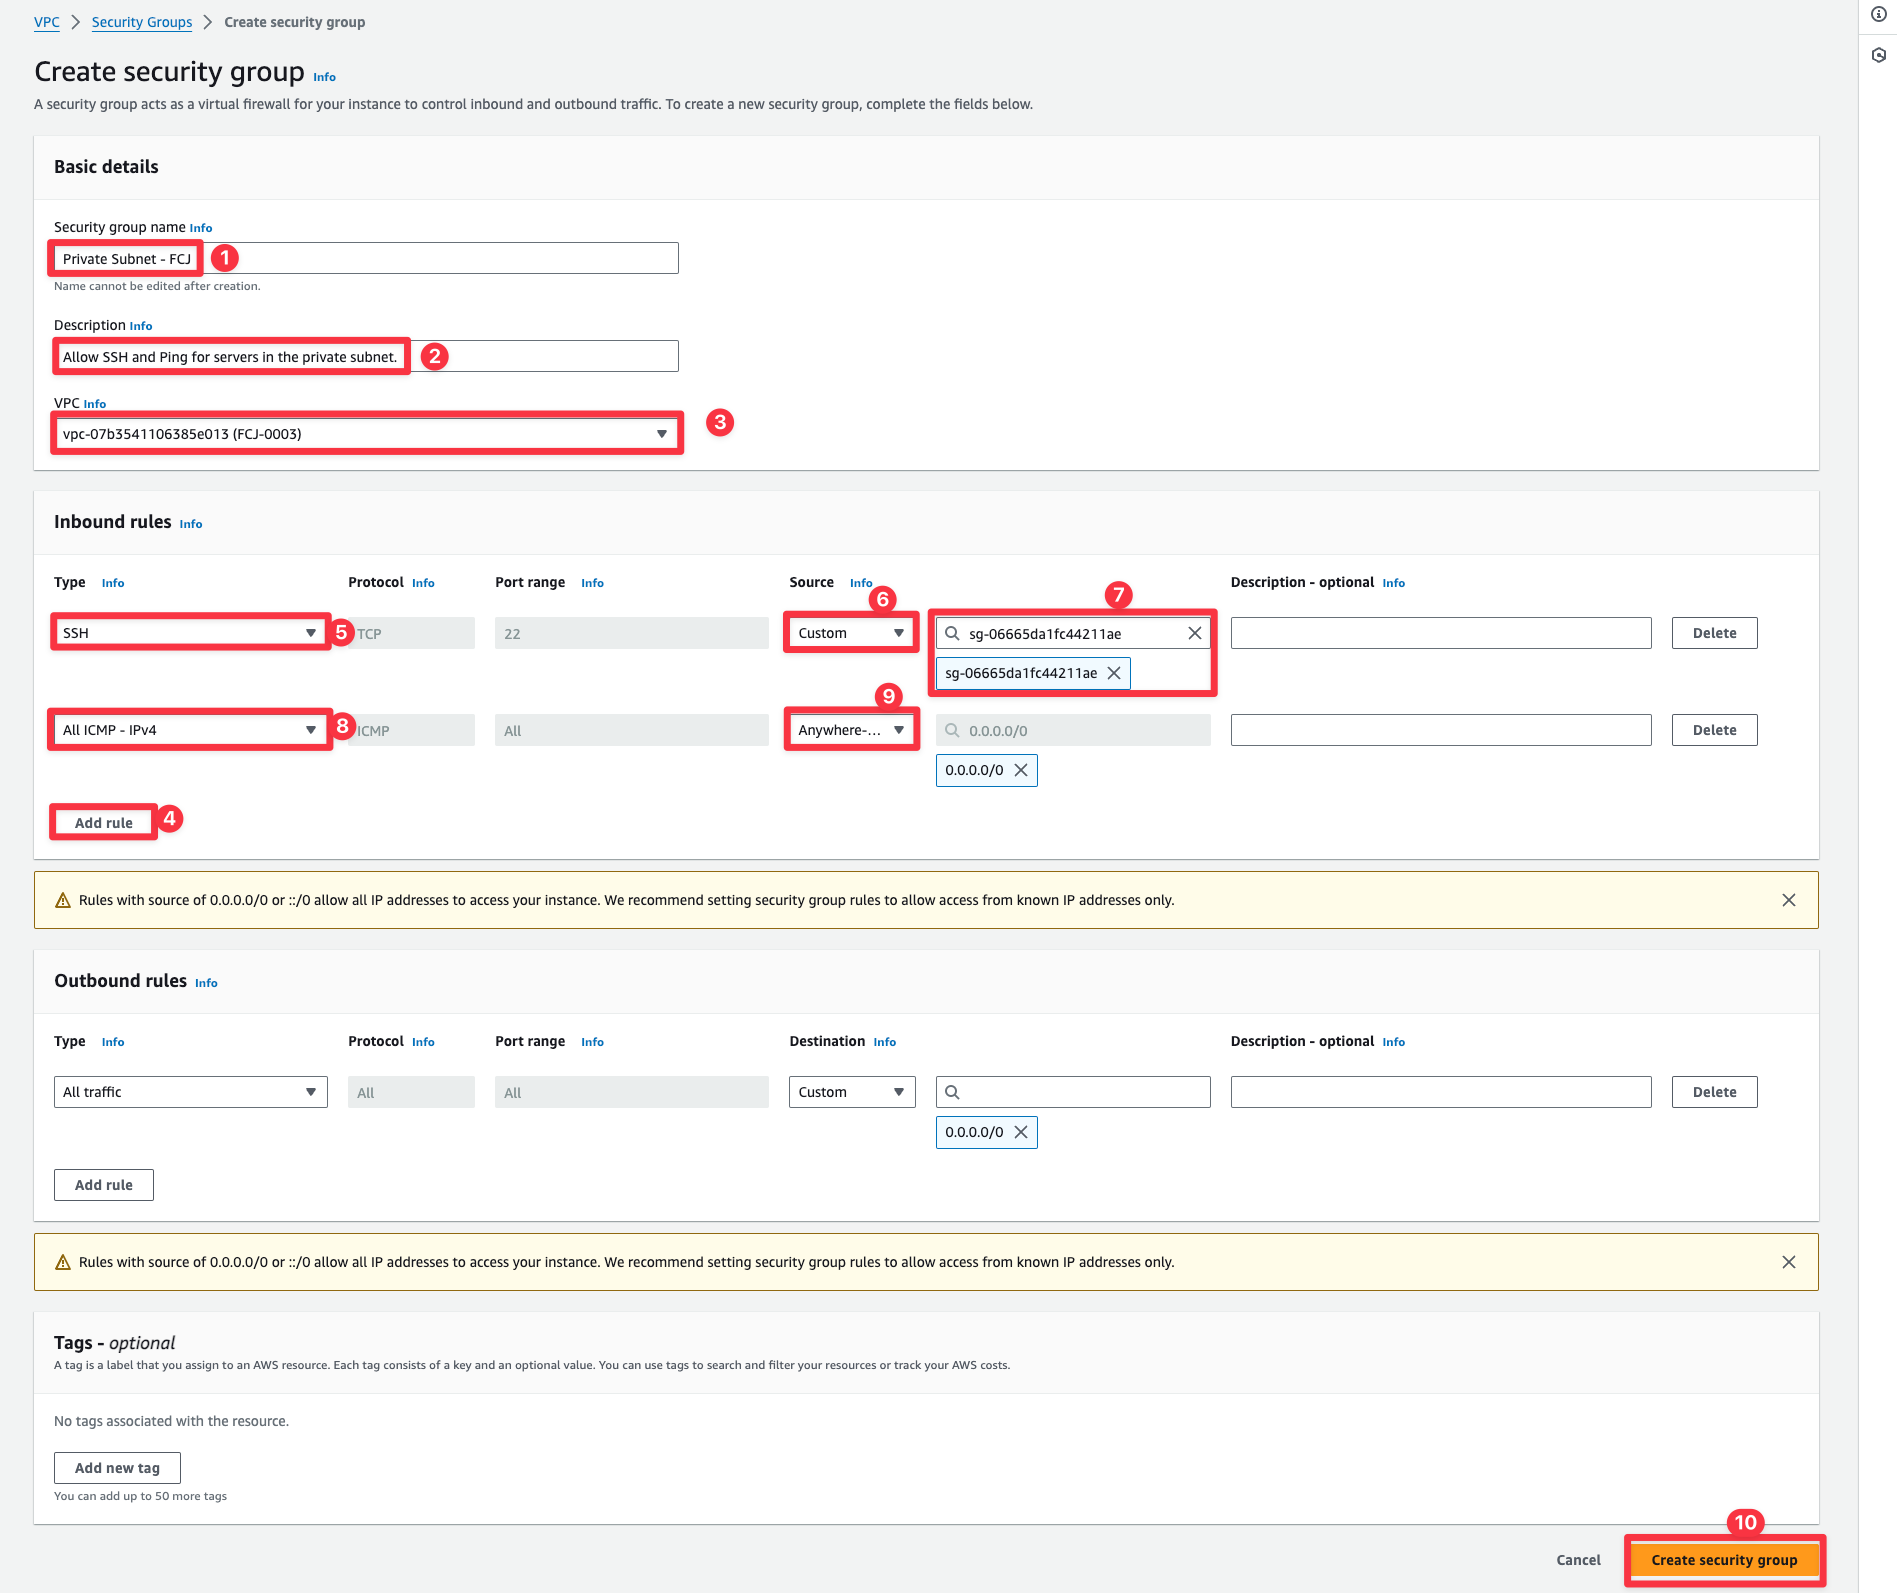 VPC > Security Groups > Create security group
Create security group Info
A security group acts as a virtual firewall for your instance to control inbound and outbound traffic. To create a new security group, complete the fields below.
Basic details
Security group name Info
Private Subnet - FCJ 1
Name cannot be edited after creation.
Description Info
Allow SSH and Ping for servers in the private subnet. 2
VPC Info
vpc-07b3541106385e013 (FCJ-0003) 3
Inbound rules Info
Type Info Protocol Info Port range Info Source Info Description - optional Info
6 7
SSH 5 TCP 22 Custom sg-06665da1fc44211ae Delete
sg-06665da1fc44211ae
9
All ICMP - IPv4 8 ICMP All Anywhere-... 0.0.0.0/0 Delete
0.0.0.0/0
Add rule 4
Rules with source of 0.0.0.0/0 or ::/0 allow all IP addresses to access your instance. We recommend setting security group rules to allow access from known IP addresses only.
Outbound rules Info
Type Info Protocol Info Port range Info Destination Info Description - optional Info
All traffic All All Custom Delete
0.0.0.0/0
Add rule
Rules with source of 0.0.0.0/0 or ::/0 allow all IP addresses to access your instance. We recommend setting security group rules to allow access from known IP addresses only.
Tags - optional
A tag is a label that you assign to an AWS resource. Each tag consists of a key and an optional value. You can use tags to search and filter your resources or track your AWS costs.
No tags associated with the resource.
Add new tag
You can add up to 50 more tags
10
Cancel Create security group